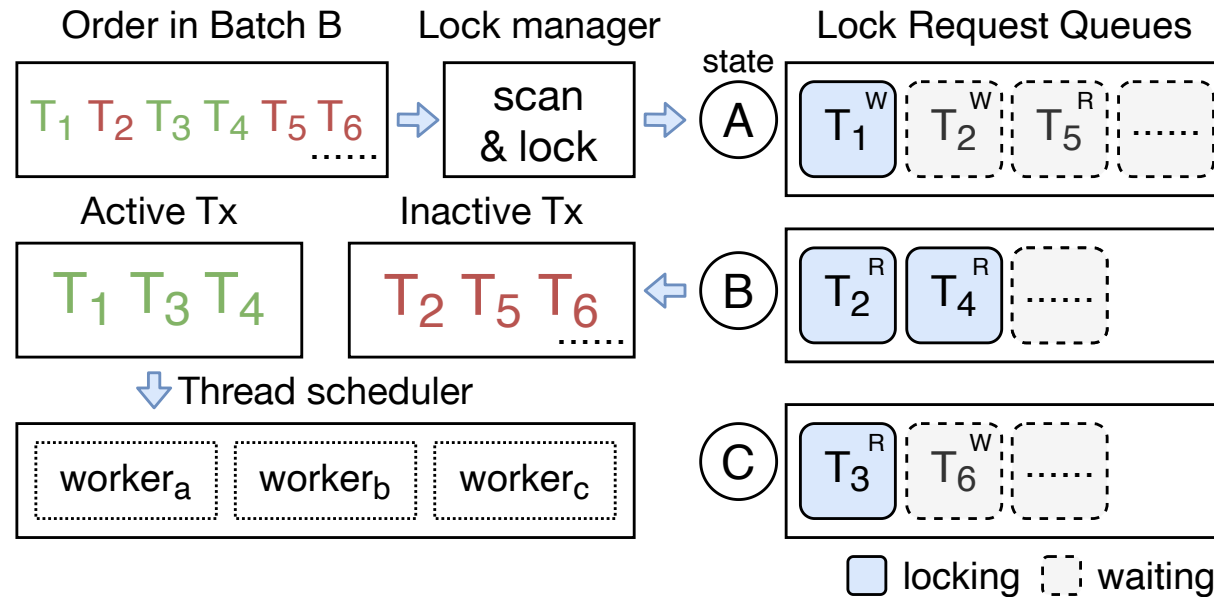 Order in Batch B
Lock manager
Lock Request Queues
T1 T2 T3 T4 T5 T6
......
scan
& lock
state
A
T1 W
T2 W
T5 R
......
Active Tx
Inactive Tx
T1 T3 T4
T2 T5 T6
......
B
T2 R
T4 R
......
Thread scheduler
workera
workerb
workerc
C
T3 R
T6 W
......
locking
waiting